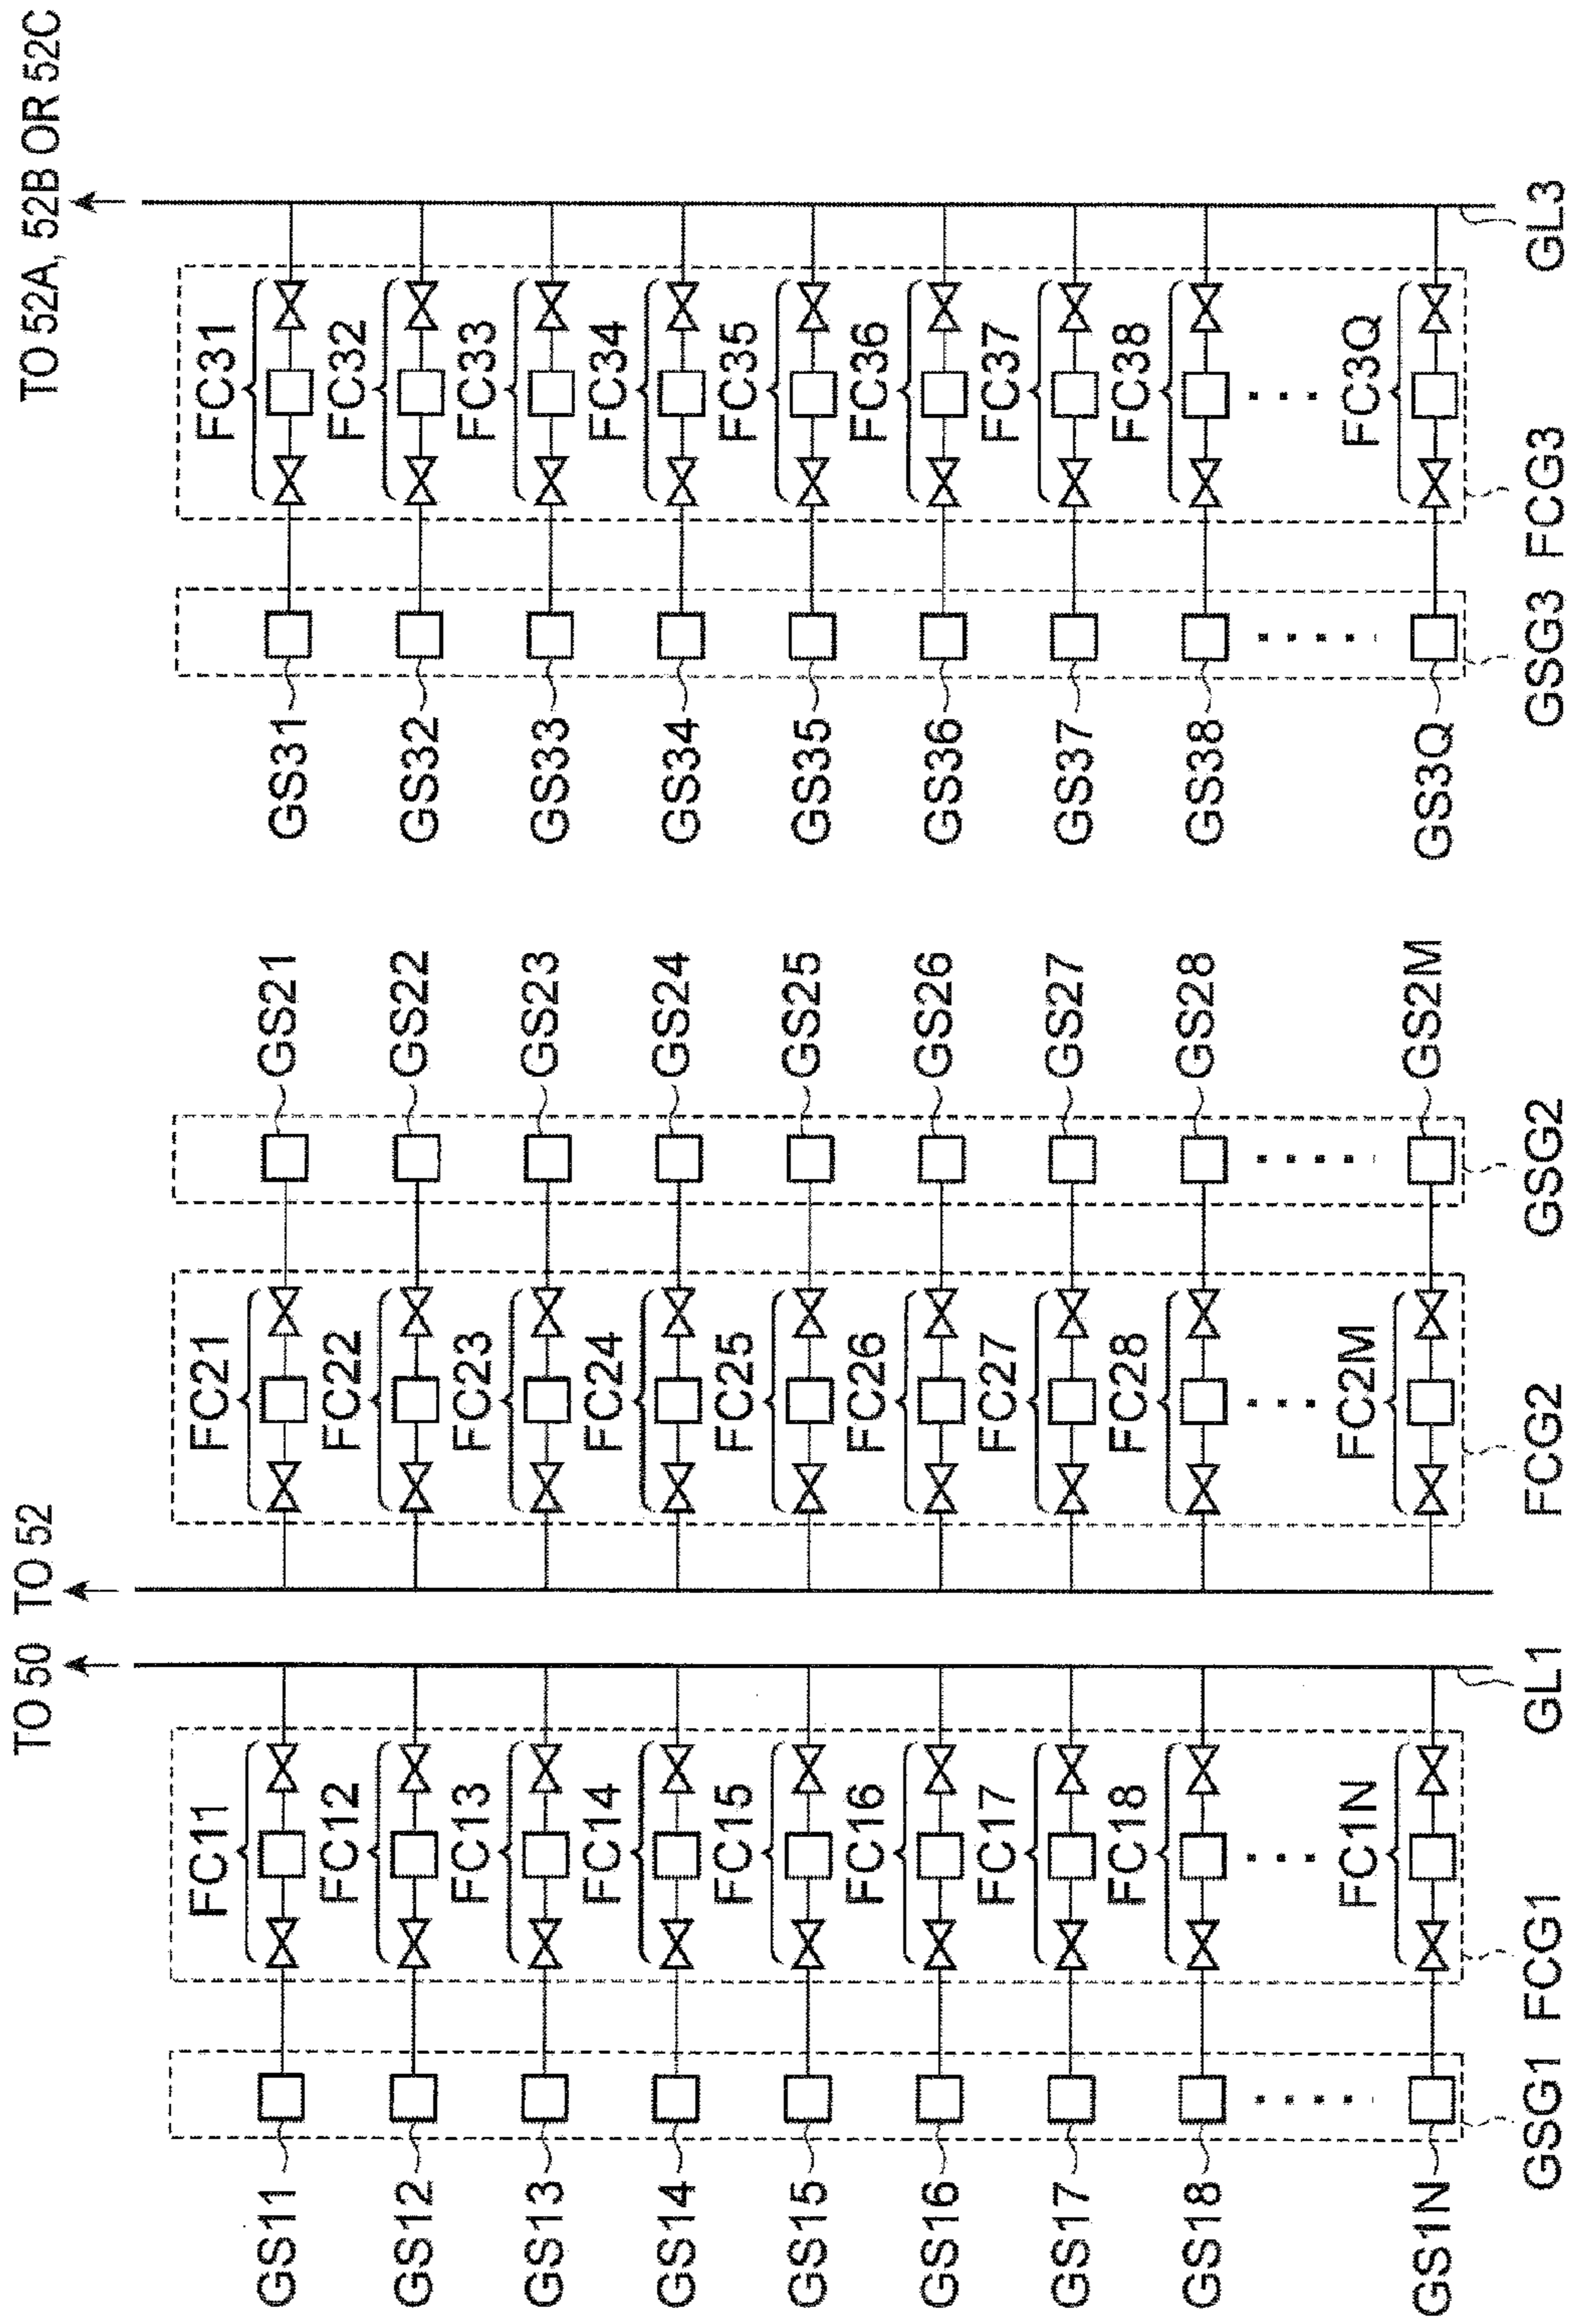 TO 50
TO 52
TO 52A, 52B OR 52C
GS11
FC11
FC21
GS21
GS31
FC31
GS12
FC12
FC22
GS22
GS32
FC32
GS13
FC13
FC23
GS23
GS33
FC33
GS14
FC14
FC24
GS24
GS34
FC34
GS15
FC15
FC25
GS25
GS35
FC35
GS16
FC16
FC26
GS26
GS36
FC36
GS17
FC17
FC27
GS27
GS37
FC37
GS18
FC18
FC28
GS28
GS38
FC38
GS1N
FC1N
FC2M
GS2M
GS3Q
FC3Q
GSG1
FCG1
GL1
FCG2
GSG2
GSG3
FCG3
GL3